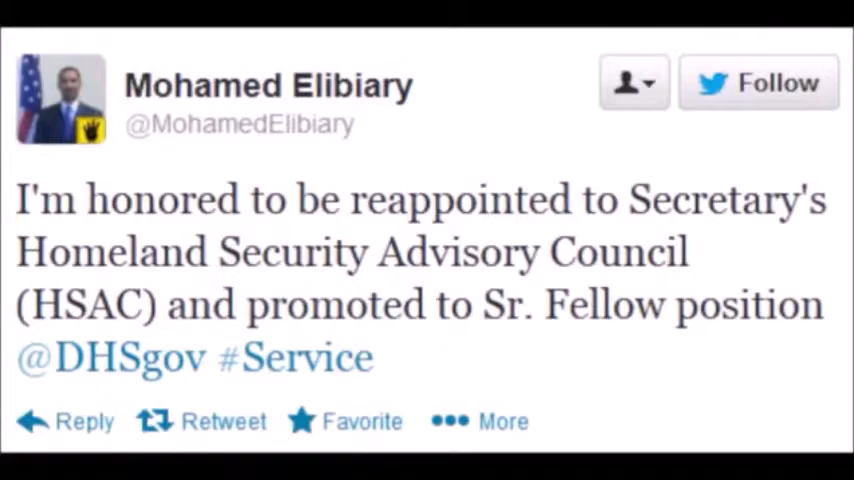 Mohamed Elibiary
Follow
@MohamedElibiary
I'm honored to be reappointed to Secretary's
Homeland Security Advisory Council
(HSAC) and promoted to Sr. Fellow position
@DHSgov #Service
Reply Retweet Favorite More